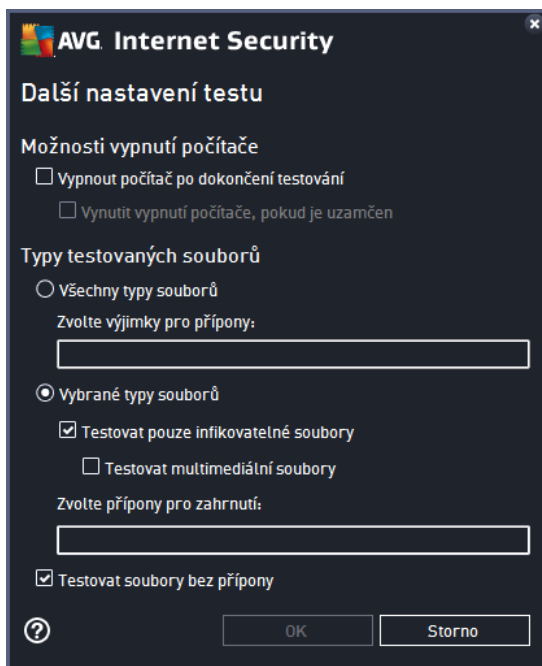 AVG. Internet Security
Další nastavení testu
Možnosti vypnutí počítače
Vypnout počítač po dokončení testování
Vynutit vypnutí počítače, pokud je uzamčen
Typy testovaných souborů
Všechny typy souborů
Zvolte výjimky pro přípony:
Vybrané typy souborů
Testovat pouze infikovatelné soubory
Testovat multimediální soubory
Zvolte přípony pro zahrnutí:
Testovat soubory bez přípony
OK
Storno